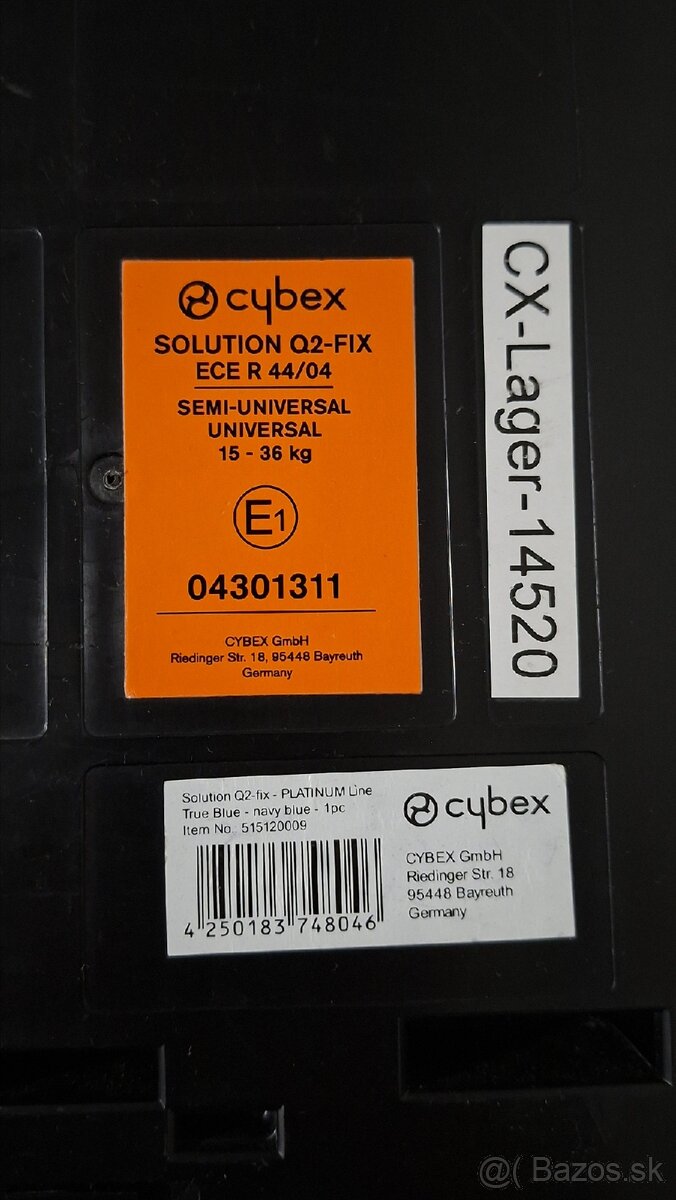 cybex
SOLUTION Q2-FIX
ECE R 44/04
SEMI-UNIVERSAL
UNIVERSAL
15 - 36 kg
E1
04301311
CYBEX GmbH
Riedinger Str. 18, 95448 Bayreuth
Germany
CX-Lager-14520
Solution Q2-fix - PLATINUM Line
True Blue - navy blue - 1pc
Item No.: 515120009
4 250183 748046
cybex
CYBEX GmbH
Riedinger Str. 18
95448 Bayreuth
Germany
@( Bazos.sk